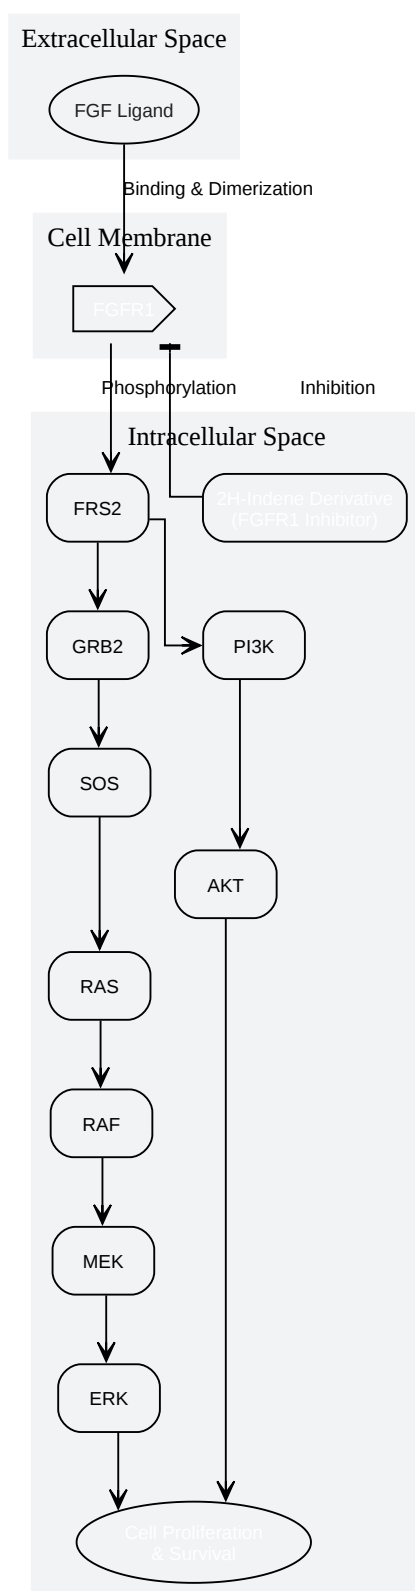 Extracellular Space
FGF Ligand
Binding & Dimerization
Cell Membrane
FGFR1
Phosphorylation
Inhibition
Intracellular Space
FRS2
2H-Indene Derivative
(FGFR1 Inhibitor)
GRB2
PI3K
SOS
AKT
RAS
RAF
MEK
ERK
Cell Proliferation
& Survival